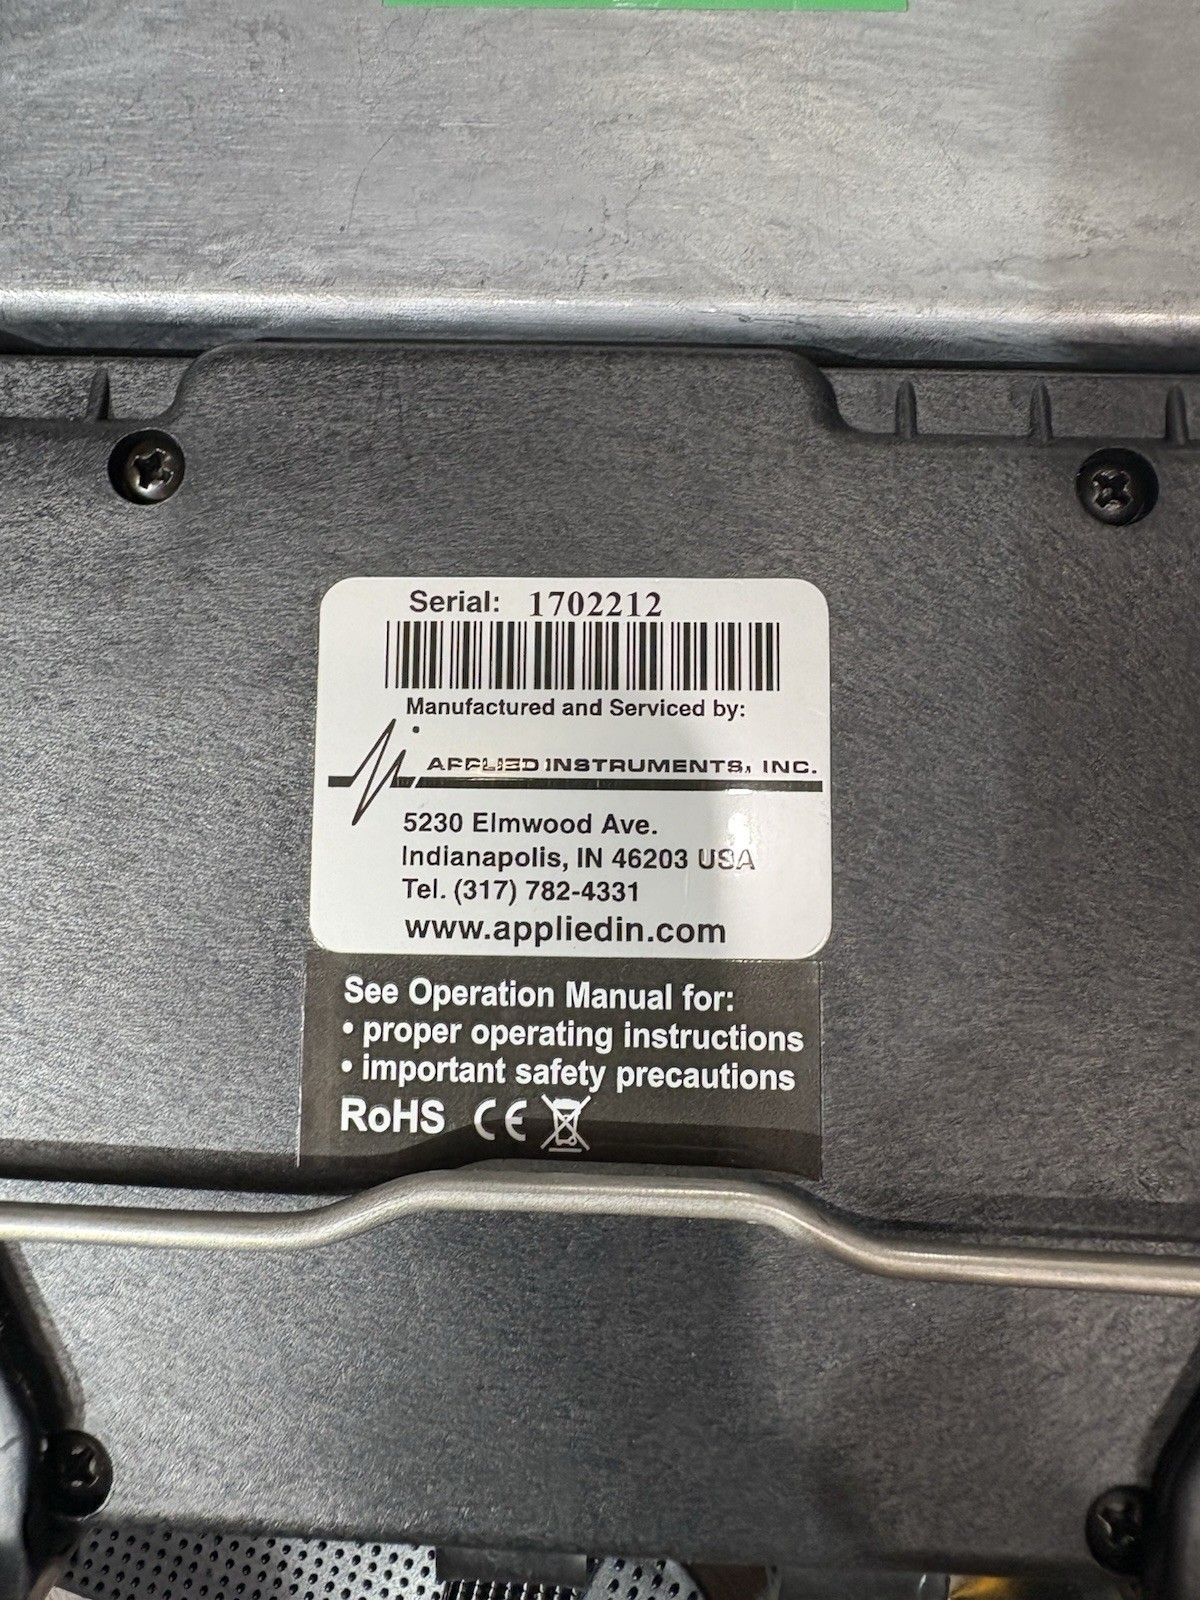 Serial: 1702212
Manufactured and Serviced by:
APPLIED INSTRUMENTS, INC.
5230 Elmwood Ave.
Indianapolis, IN 46203 USA
Tel. (317) 782-4331
www.appliedin.com
See Operation Manual for:
• proper operating instructions
• important safety precautions
RoHS CE